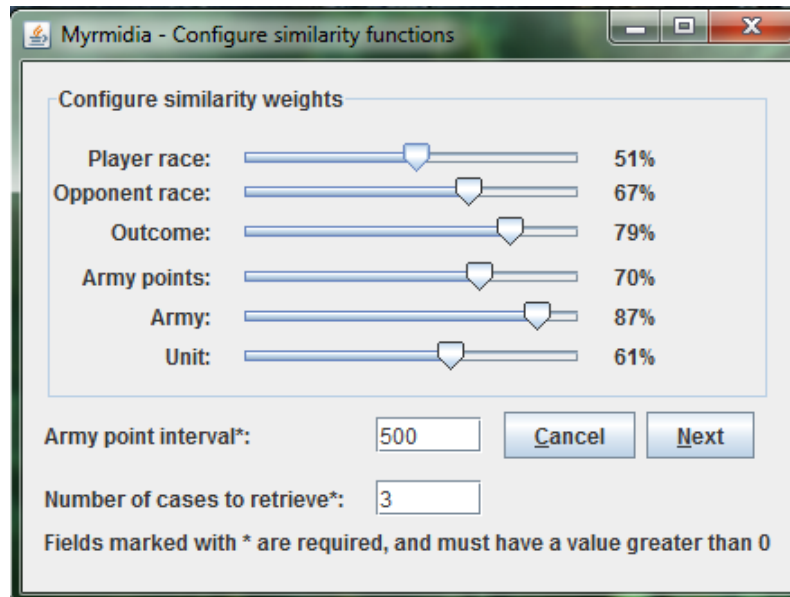 Myrmidia - Configure similarity functions
Configure similarity weights
Player race: 51%
Opponent race: 67%
Outcome: 79%
Army points: 70%
Army: 87%
Unit: 61%
Army point interval*: 500 Cancel Next
Number of cases to retrieve*: 3
Fields marked with * are required, and must have a value greater than 0